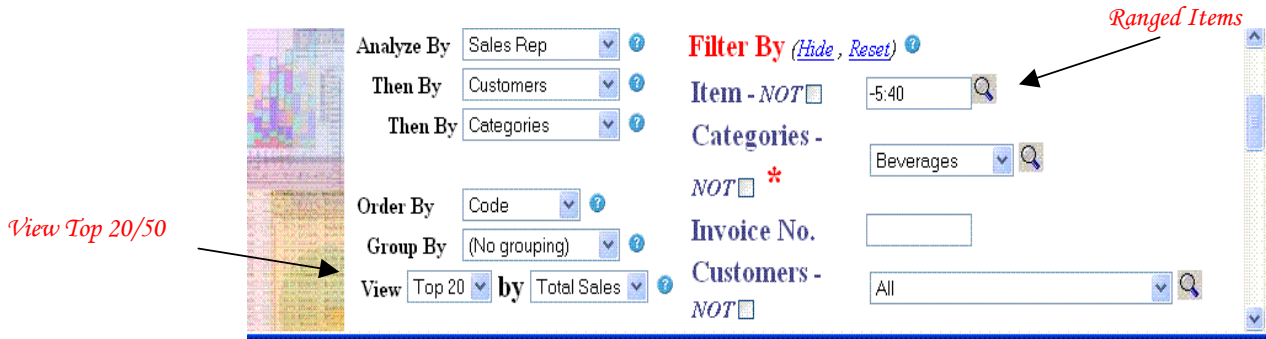 Ranged Items
Analyze By Sales Rep
Then By Customers
Then By Categories
Order By Code
Group By (No grouping)
View Top 20 by Total Sales
View Top 20/50
Filter By (Hide , Reset)
Item - NOT -5:40
Categories -
NOT * Beverages
Invoice No.
Customers -
NOT All